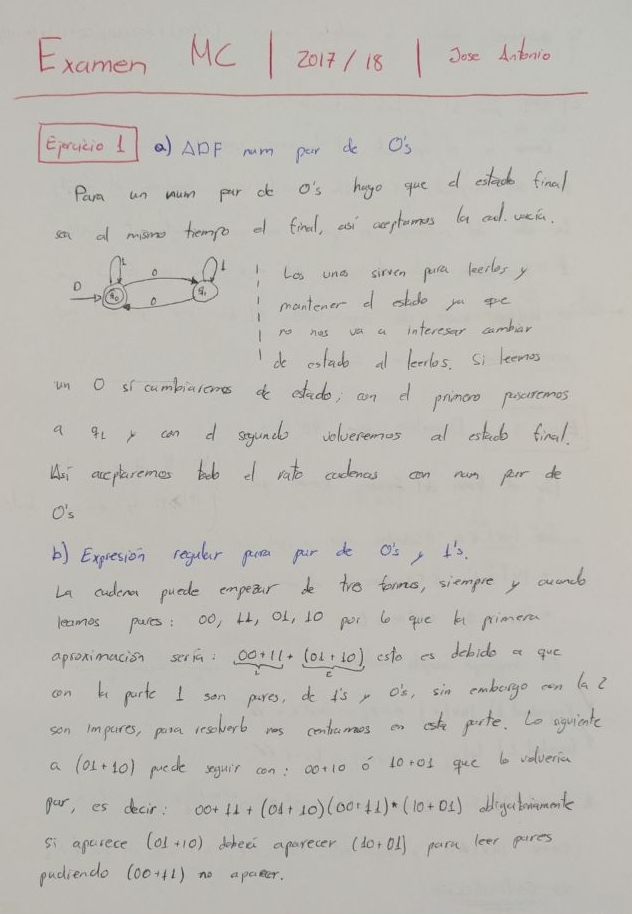 Examen MC | 2017/18 | Jose Antonio
Ejercicio 1 a) ADF num par de 0's
Para un num par de 0's hago que el estado final
sea al mismo tiempo el final, así aceptamos la cad. vacía.
1 0 1
0 q0 q1
0
Los unos sirven para leerlos y
mantener el estado ya que
no nos va a interesar cambiar
de estado al leerlos. Si leemos
un 0 sí cambiaremos de estado; con el primero pasaremos
a q1 y con el segundo volveremos al estado final.
Así aceptaremos todo el rato cadenas con num par de
0's
b) Expresión regular para par de 0's y 1's.
La cadena puede empezar de tres formas, siempre y cuando
leamos pares: 00, 11, 01, 10 por lo que la primera
aproximación sería: 00+11 + (01+10) esto es debido a que
1 2
con la parte 1 son pares, de 1's y 0's, sin embargo con la 2
son impares, para resolverlo nos centramos en esta parte. Lo siguiente
a (01+10) puede seguir con: 00+10 ó 10+01 que lo volvería
par, es decir: 00+11+(01+10)(00+11)*(10+01) obligatoriamente
si aparece (01+10) deberá aparecer (10+01) para leer pares
pudiendo (00+11) no aparecer.